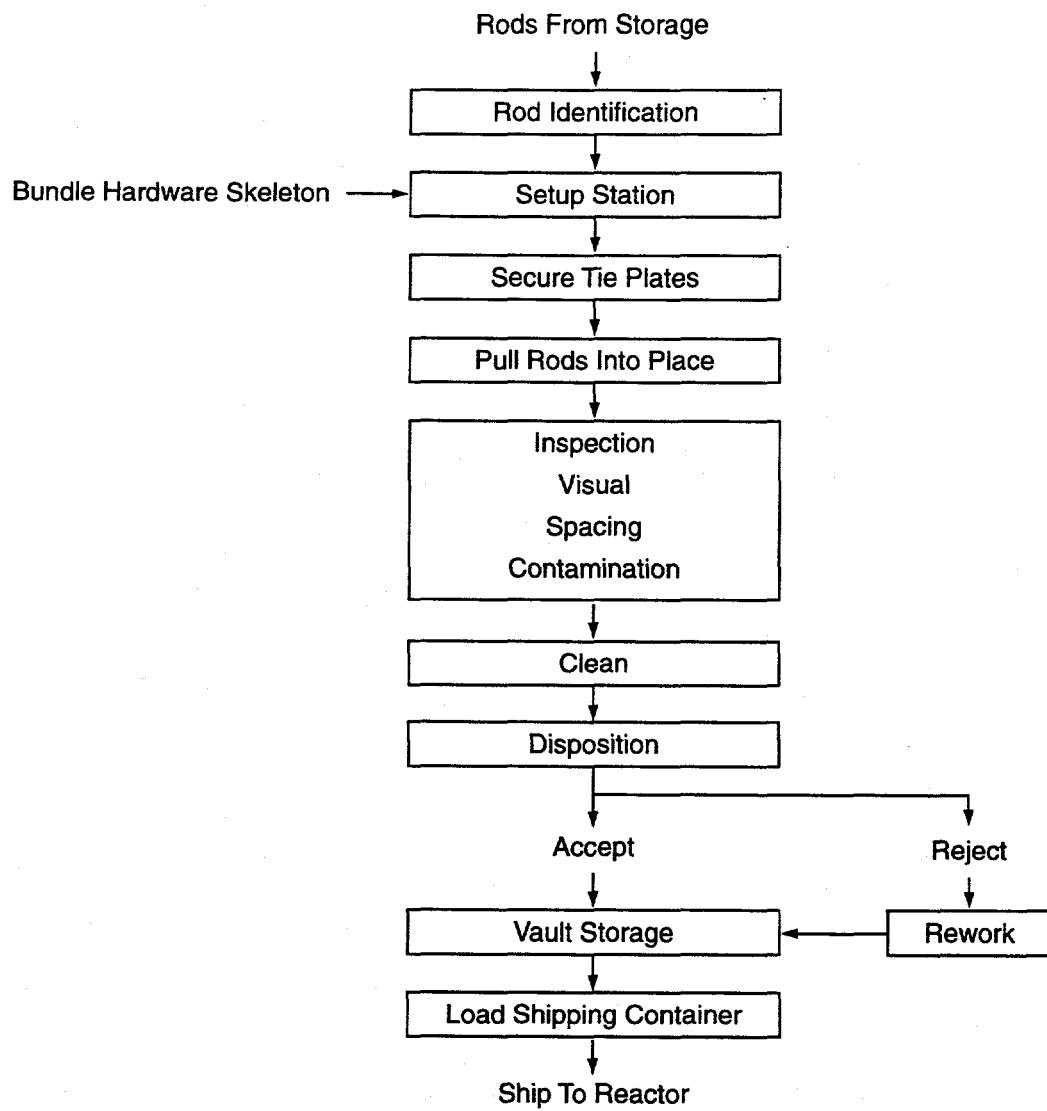 Rods From Storage
Rod Identification
Bundle Hardware Skeleton
Setup Station
Secure Tie Plates
Pull Rods Into Place
Inspection
Visual
Spacing
Contamination
Clean
Disposition
Accept
Reject
Vault Storage
Rework
Load Shipping Container
Ship To Reactor